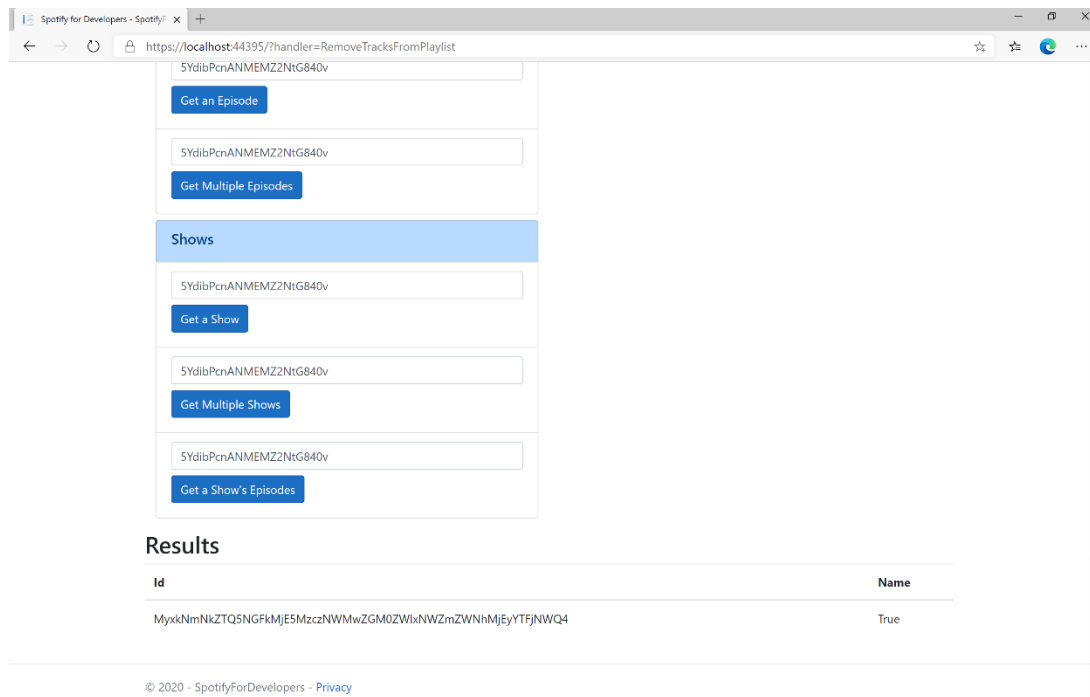 Spotify for Developers - Spotify
https://localhost:44395/?handler=RemoveTracksFromPlaylist
5YdibPcnANMEMZ2NtG840v
Get an Episode
5YdibPcnANMEMZ2NtG840v
Get Multiple Episodes
Shows
5YdibPcnANMEMZ2NtG840v
Get a Show
5YdibPcnANMEMZ2NtG840v
Get Multiple Shows
5YdibPcnANMEMZ2NtG840v
Get a Show's Episodes
Results
Id Name
MyxkNmNkZTQ5NGFkMjE5MzczNWMwZGM0ZWIxNWZmZWNhMjEyYTFjNWQ4 True
© 2020 - SpotifyForDevelopers - Privacy